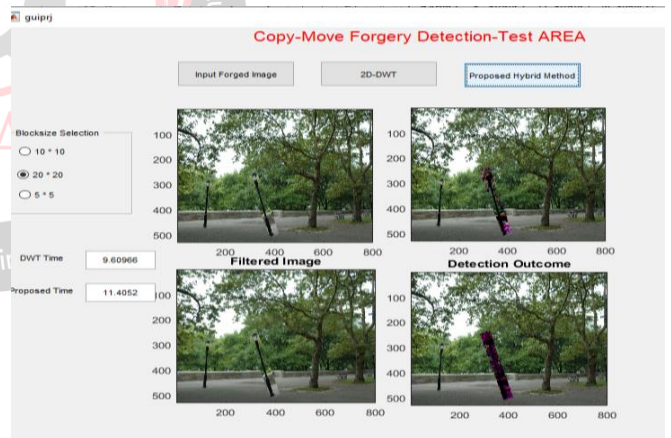 guiprj
Copy-Move Forgery Detection-Test AREA
Input Forged Image
2D-DWT
Proposed Hybrid Method
Blocksize Selection
10 * 10
20 * 20
5 * 5
100
200
300
400
500
200 400 600 800
100
200
300
400
500
200 400 600 800
DWT Time
9.60966
Proposed Time
11.4052
Filtered Image
100
200
300
400
500
200 400 600 800
Detection Outcome
100
200
300
400
500
200 400 600 800